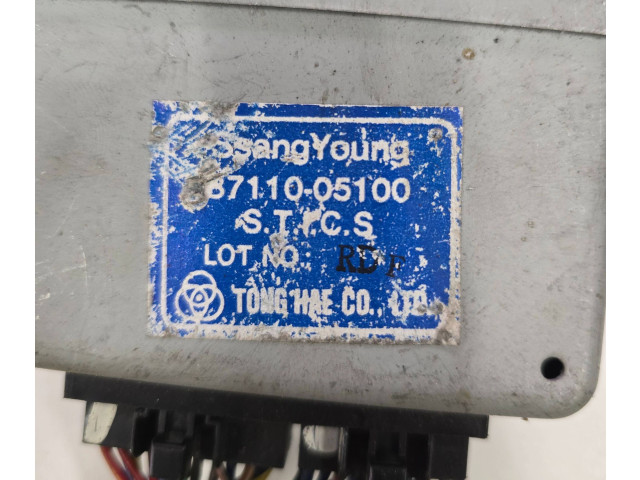 SsangYoung
87110-05100
S.T.I.C.S
LOT NO: RD F
TONG HAE CO., LTD